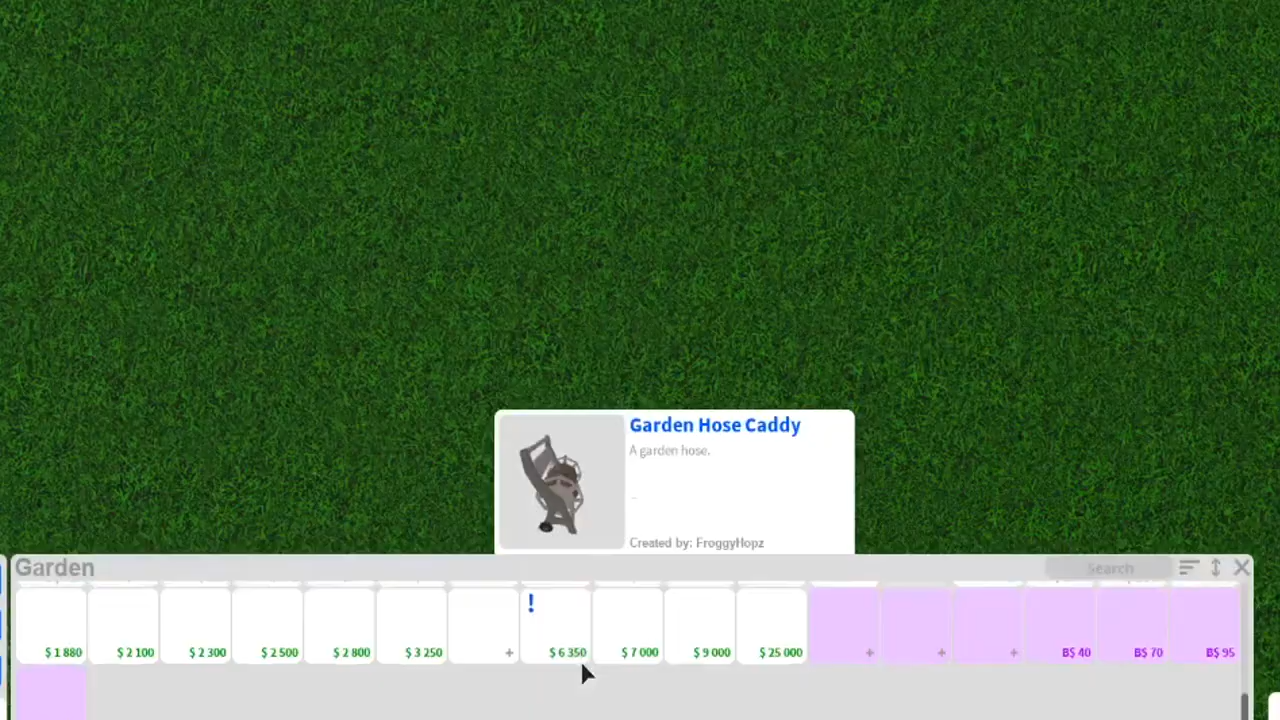 Garden Hose Caddy
A garden hose.
Created by: FroggyHopz
Garden
Search
!
$ 1 880
$ 2 100
$ 2 300
$ 2 500
$ 2 800
$ 3 250
+
$ 6 350
$ 7 000
$ 9 000
$ 25 000
+
+
+
B$ 40
B$ 70
B$ 95